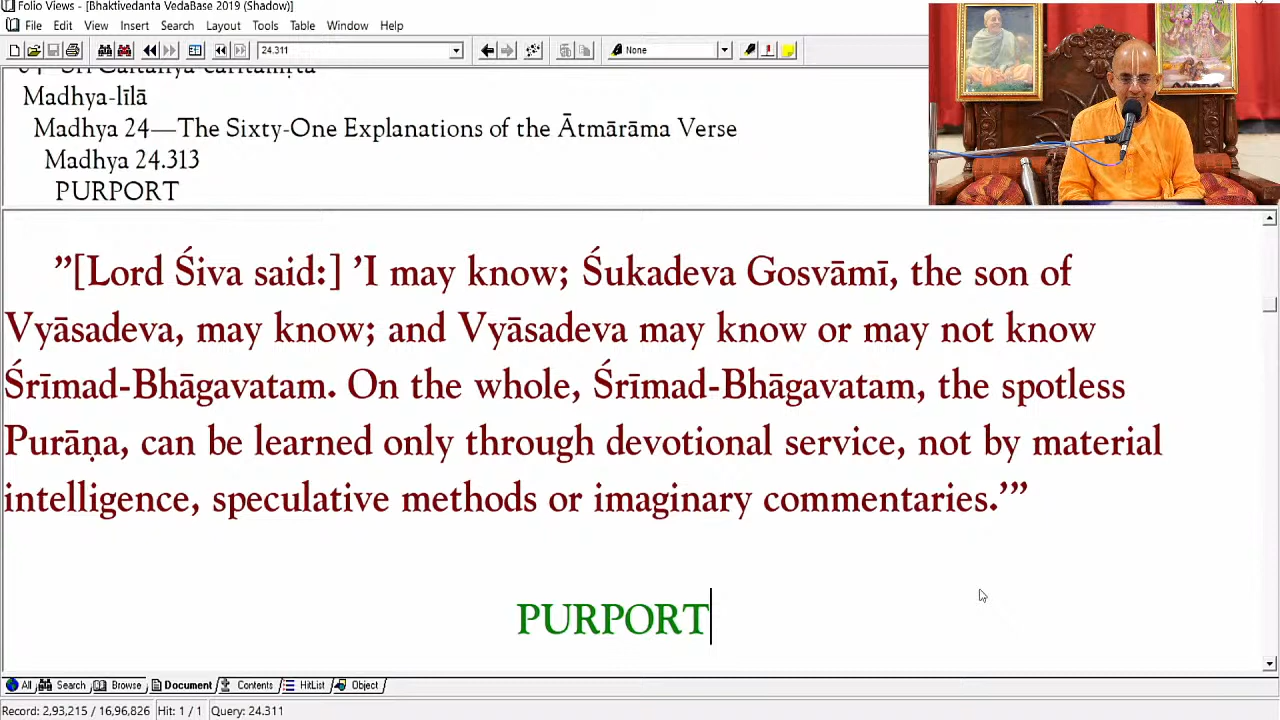 Folio Views - [Bhaktivedanta VedaBase 2019 (Shadow)]
File Edit View Insert Search Layout Tools Table Window Help
24.311 None
Madhya-līlā
Madhya 24—The Sixty-One Explanations of the Ātmārāma Verse
Madhya 24.313
PURPORT
"[Lord Śiva said:] 'I may know; Śukadeva Gosvāmī, the son of
Vyāsadeva, may know; and Vyāsadeva may know or may not know
Śrīmad-Bhāgavatam. On the whole, Śrīmad-Bhāgavatam, the spotless
Purāṇa, can be learned only through devotional service, not by material
intelligence, speculative methods or imaginary commentaries.'"
PURPORT
All Search Browse Document Contents HitList Object
Record: 2,93,215 / 16,96,826 Hit: 1 / 1 Query: 24.311